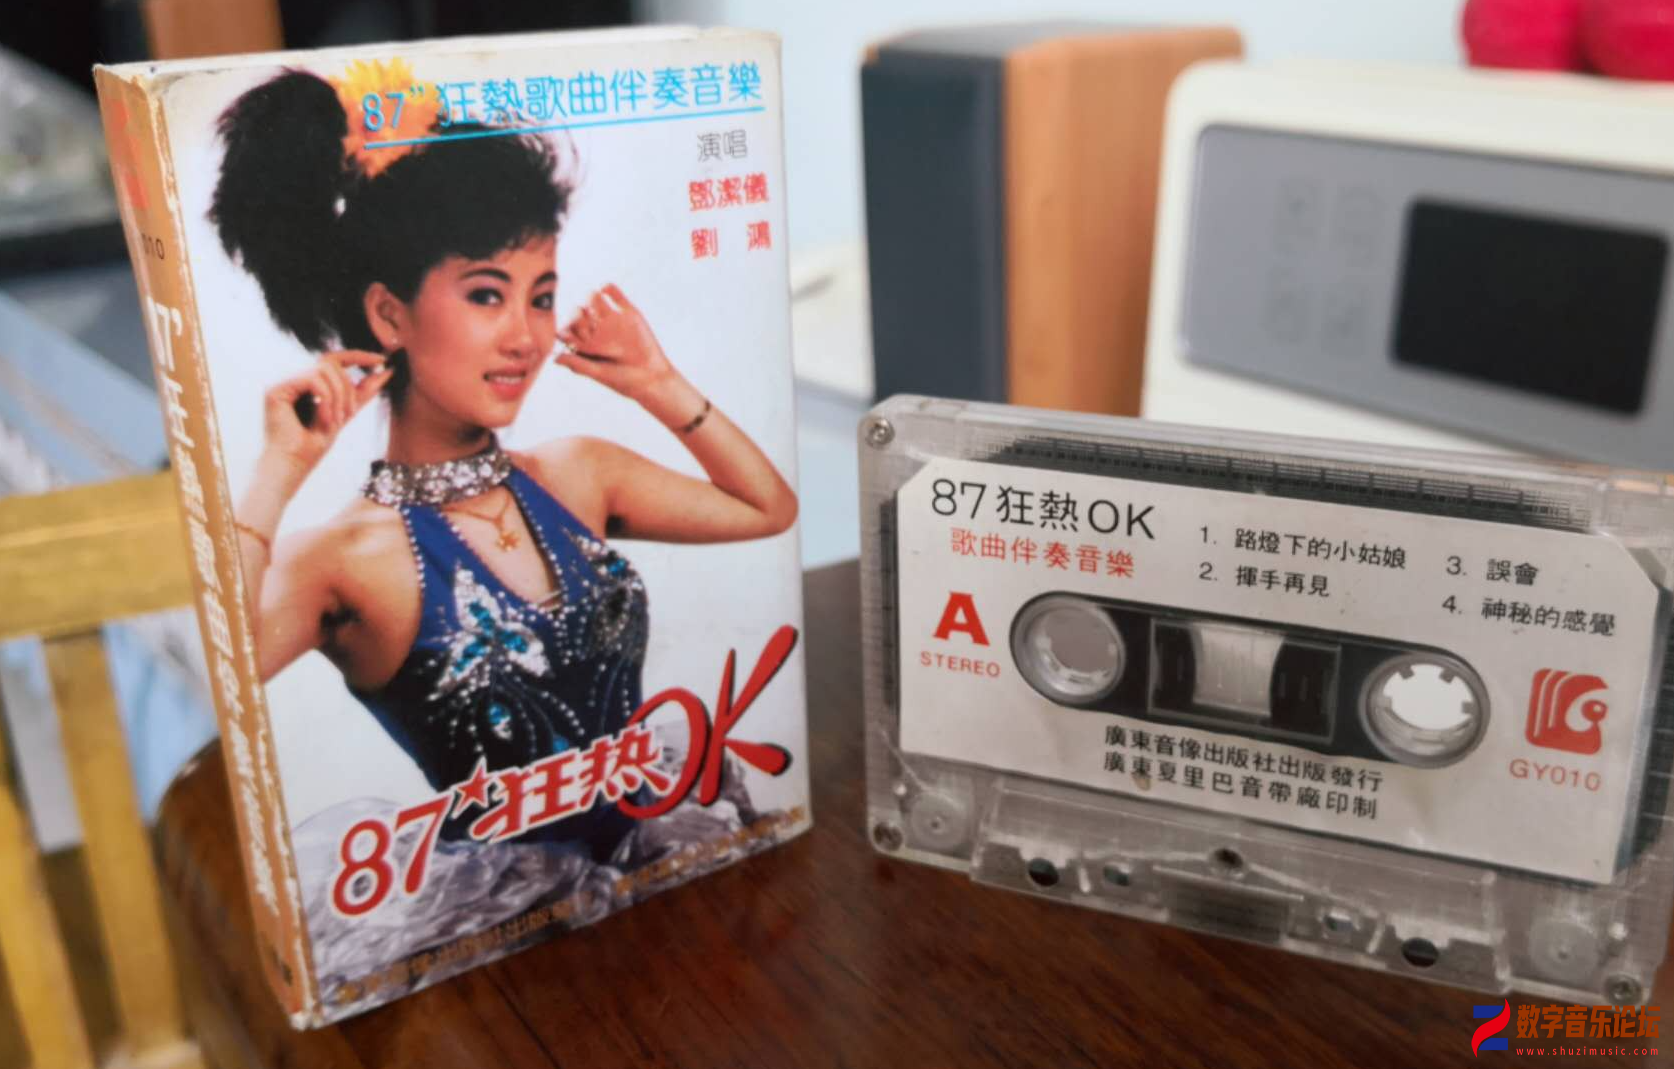 87"狂熱歌曲伴奏音樂
演唱
鄧潔儀
劉 鴻
010
87★狂热OK
87狂熱OK
歌曲伴奏音樂
1. 路燈下的小姑娘
2. 揮手再見
3. 誤會
4. 神秘的感覺
A
STEREO
廣東音像出版社出版發行
廣東夏里巴音帶廠印制
GY010
数字音乐论坛
www.shuzimusic.com